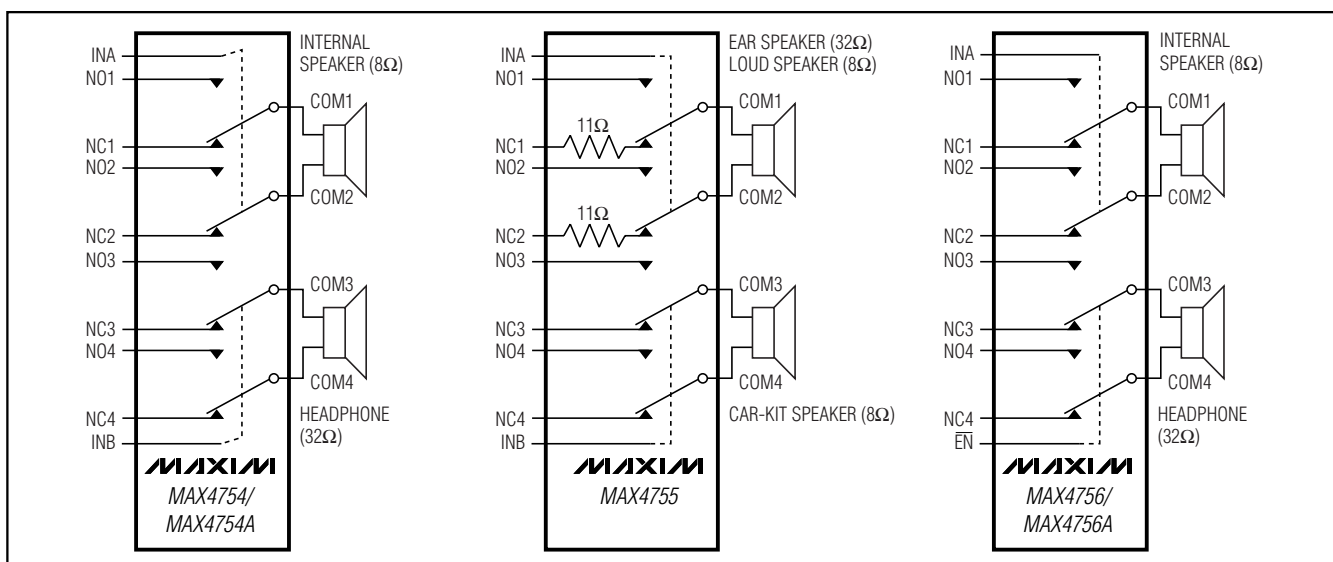 INA
NO1
NC1
NO2
NC2
NO3
NC3
NO4
NC4
INB
INTERNAL
SPEAKER (8Ω)
COM1
COM2
COM3
COM4
HEADPHONE
(32Ω)
MAXIM
MAX4754/
MAX4754A
INA
NO1
NC1
NO2
NC2
NO3
NC3
NO4
NC4
INB
11Ω
11Ω
EAR SPEAKER (32Ω)
LOUD SPEAKER (8Ω)
COM1
COM2
COM3
COM4
CAR-KIT SPEAKER (8Ω)
MAXIM
MAX4755
INA
NO1
NC1
NO2
NC2
NO3
NC3
NO4
NC4
E̅N̅
INTERNAL
SPEAKER (8Ω)
COM1
COM2
COM3
COM4
HEADPHONE
(32Ω)
MAXIM
MAX4756/
MAX4756A